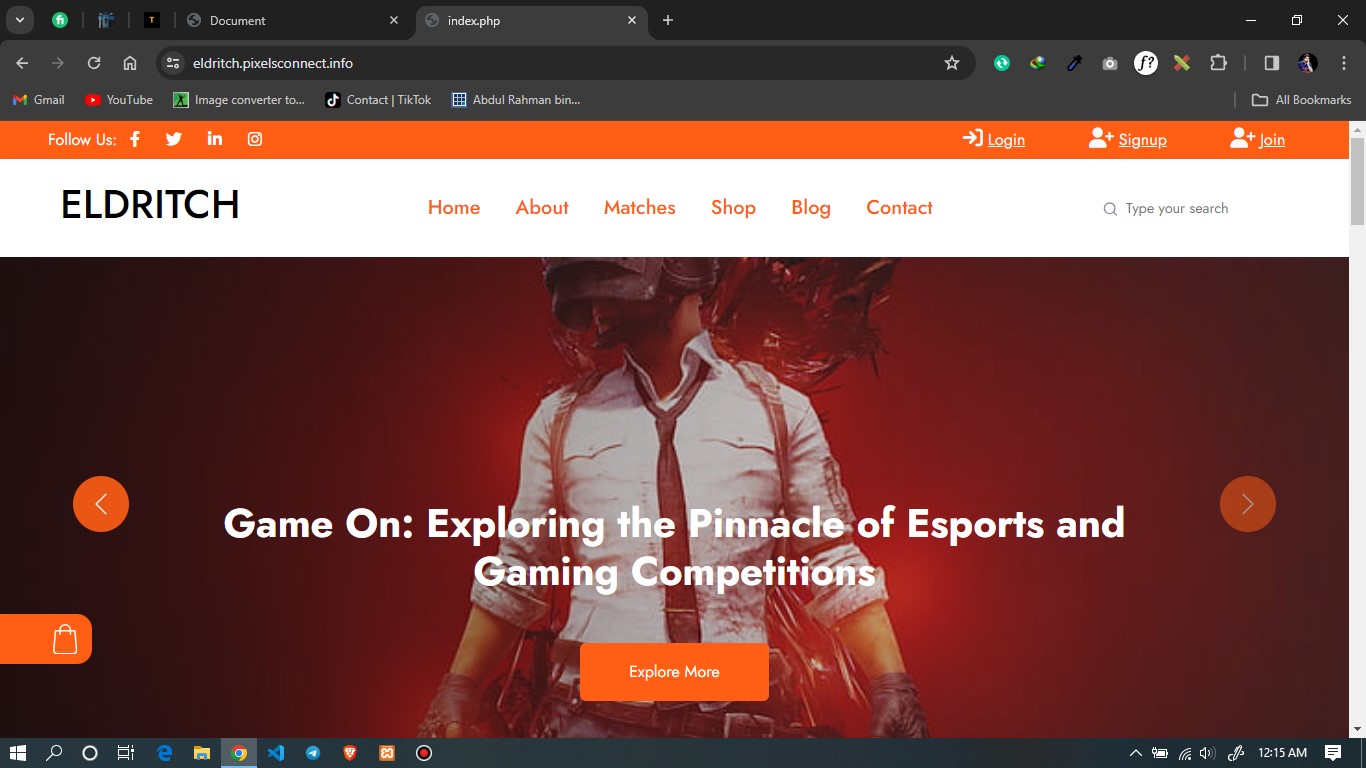 Document
index.php
eldritch.pixelsconnect.info
f?
Gmail
YouTube
Image converter to...
Contact | TikTok
Abdul Rahman bin...
All Bookmarks
Follow Us:
Login
Signup
Join
ELDRITCH
Home
About
Matches
Shop
Blog
Contact
Type your search
Game On: Exploring the Pinnacle of Esports and
Gaming Competitions
Explore More
12:15 AM